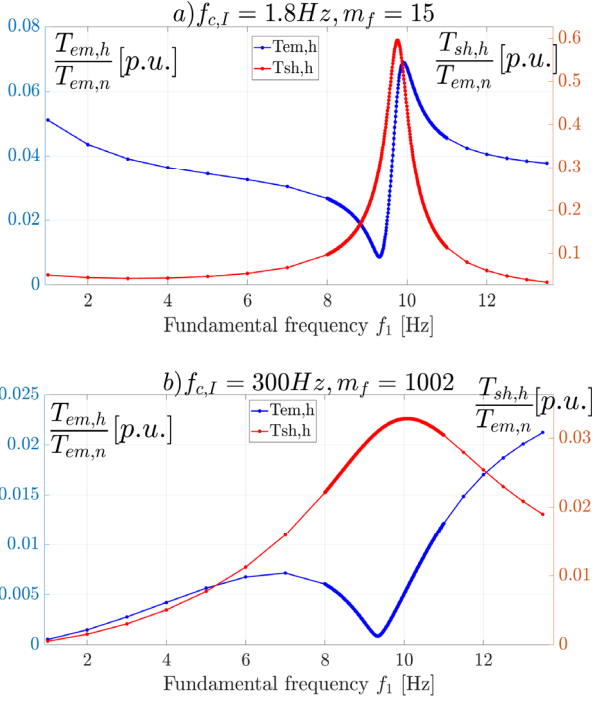 a)f_{c,I} = 1.8Hz, m_f = 15
T_{em,h}/T_{em,n} [p.u.]
T_{sh,h}/T_{em,n} [p.u.]
Tem,h
Tsh,h
0.08
0.06
0.04
0.02
0
0.6
0.5
0.4
0.3
0.2
0.1
2 4 6 8 10 12
Fundamental frequency f_1 [Hz]
b)f_{c,I} = 300Hz, m_f = 1002
T_{em,h}/T_{em,n} [p.u.]
T_{sh,h}/T_{em,n} [p.u.]
Tem,h
Tsh,h
0.025
0.02
0.015
0.01
0.005
0
0.03
0.02
0.01
0
2 4 6 8 10 12
Fundamental frequency f_1 [Hz]